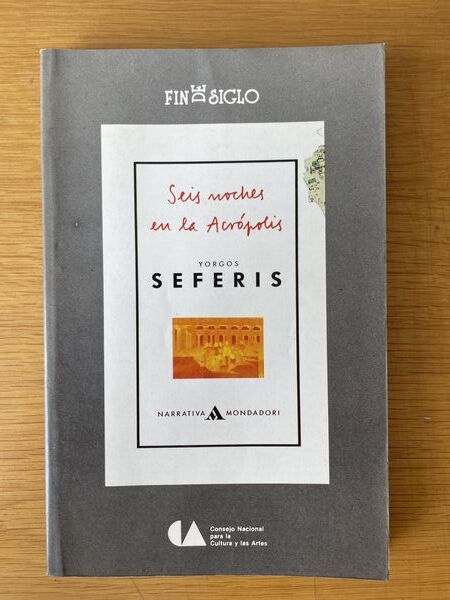 FIN DE SIGLO
Seis noches
en la Acrópolis
YORGOS
SEFERIS
NARRATIVA MONDADORI
CA Consejo Nacional
para la
Cultura y las Artes